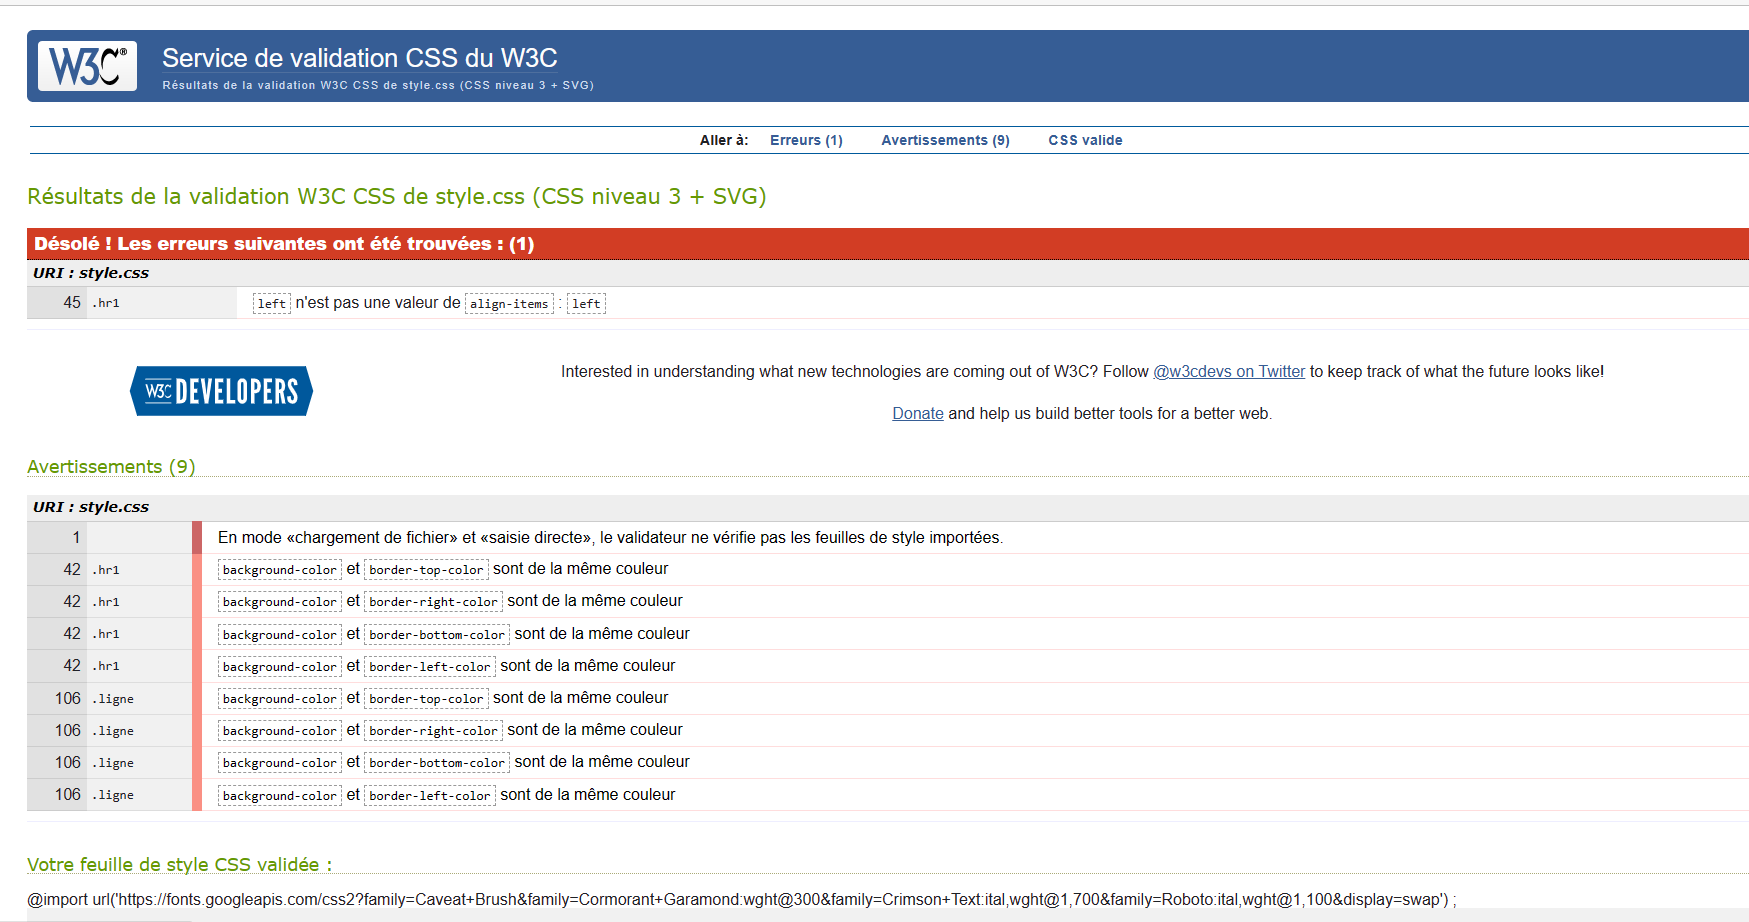 W3C®
Service de validation CSS du W3C
Résultats de la validation W3C CSS de style.css (CSS niveau 3 + SVG)
Aller à: Erreurs (1) Avertissements (9) CSS valide
Résultats de la validation W3C CSS de style.css (CSS niveau 3 + SVG)
Désolé ! Les erreurs suivantes ont été trouvées : (1)
URI : style.css
45 .hr1 left n'est pas une valeur de align-items : left
W3C DEVELOPERS
Interested in understanding what new technologies are coming out of W3C? Follow @w3cdevs on Twitter to keep track of what the future looks like!
Donate and help us build better tools for a better web.
Avertissements (9)
URI : style.css
1 En mode «chargement de fichier» et «saisie directe», le validateur ne vérifie pas les feuilles de style importées.
42 .hr1 background-color et border-top-color sont de la même couleur
42 .hr1 background-color et border-right-color sont de la même couleur
42 .hr1 background-color et border-bottom-color sont de la même couleur
42 .hr1 background-color et border-left-color sont de la même couleur
106 .ligne background-color et border-top-color sont de la même couleur
106 .ligne background-color et border-right-color sont de la même couleur
106 .ligne background-color et border-bottom-color sont de la même couleur
106 .ligne background-color et border-left-color sont de la même couleur
Votre feuille de style CSS validée :
@import url('https://fonts.googleapis.com/css2?family=Caveat+Brush&family=Cormorant+Garamond:wght@300&family=Crimson+Text:ital,wght@1,700&family=Roboto:ital,wght@1,100&display=swap') ;